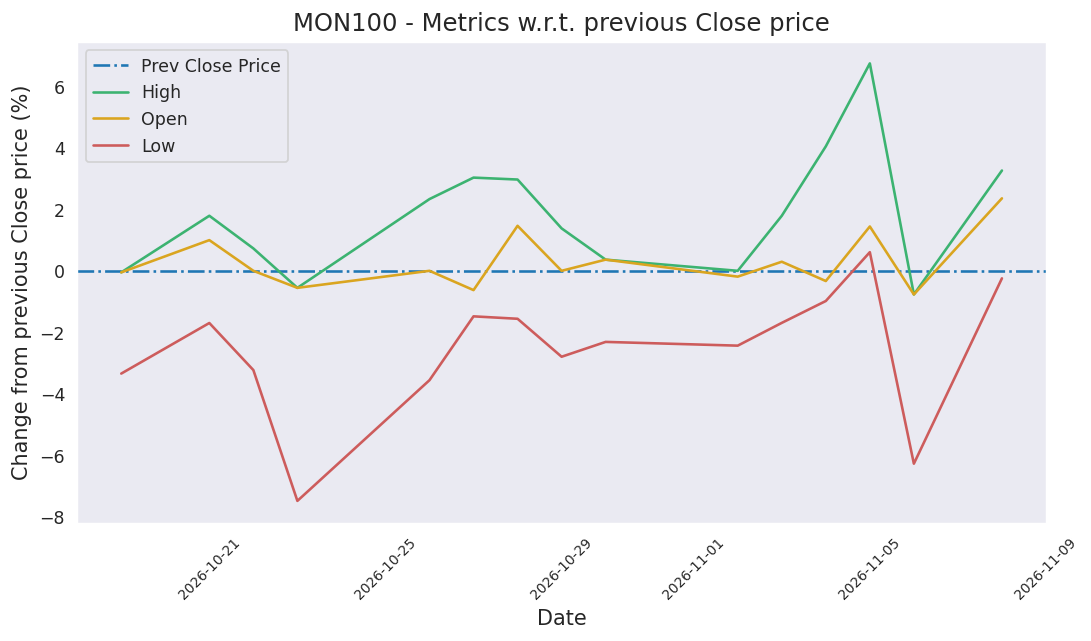 MON100 - Metrics w.r.t. previous Close price
Prev Close Price
High
Open
Low
Change from previous Close price (%)
6
4
2
0
−2
−4
−6
−8
2026-10-21
2026-10-25
2026-10-29
2026-11-01
2026-11-05
2026-11-09
Date